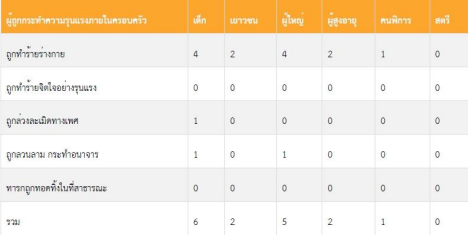 ผู้ถูกกระทำความรุนแรงภายในครอบครัว เด็ก เยาวชน ผู้ใหญ่ ผู้สูงอายุ คนพิการ สตรี
ถูกทำร้ายร่างกาย 4 2 4 2 1 0
ถูกทำร้ายจิตใจอย่างรุนแรง 0 0 0 0 0 0
ถูกล่วงละเมิดทางเพศ 1 0 0 0 0 0
ถูกลวนลาม กระทำอนาจาร 1 0 1 0 0 0
ทารกถูกทอดทิ้งในที่สาธารณะ 0 0 0 0 0 0
รวม 6 2 5 2 1 0